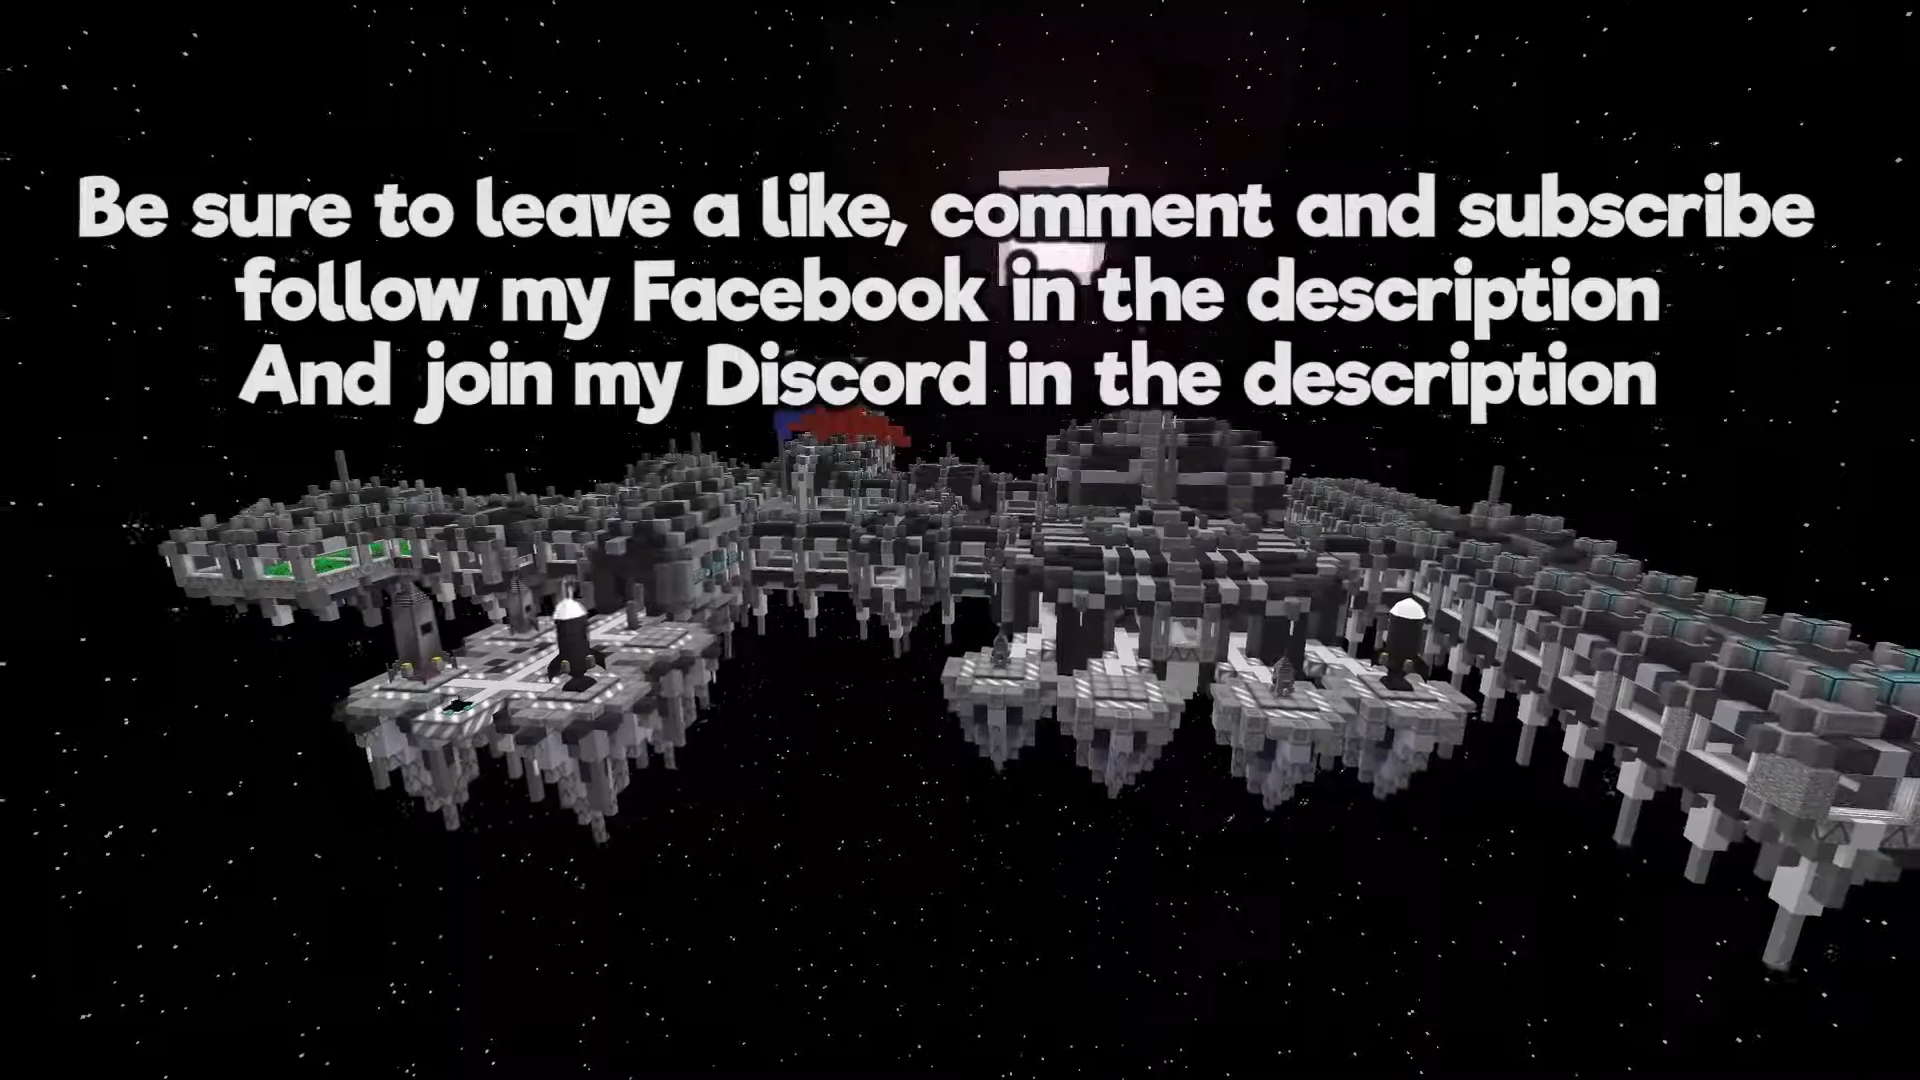 Be sure to leave a like, comment and subscribe
follow my Facebook in the description
And join my Discord in the description